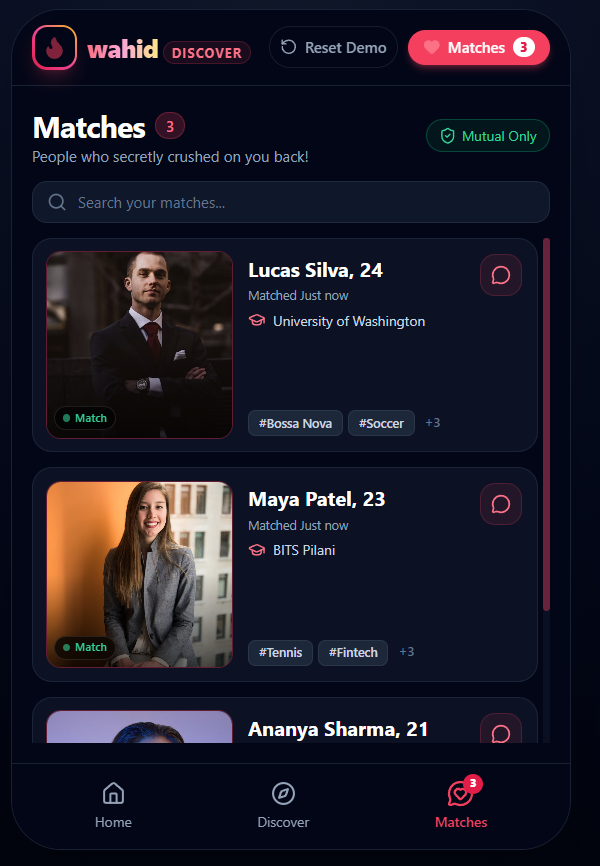 wahid DISCOVER
Reset Demo
Matches 3
Matches 3
People who secretly crushed on you back!
Mutual Only
Search your matches...
Lucas Silva, 24
Matched Just now
University of Washington
Match
#Bossa Nova #Soccer +3
Maya Patel, 23
Matched Just now
BITS Pilani
Match
#Tennis #Fintech +3
Ananya Sharma, 21
3
Home Discover Matches